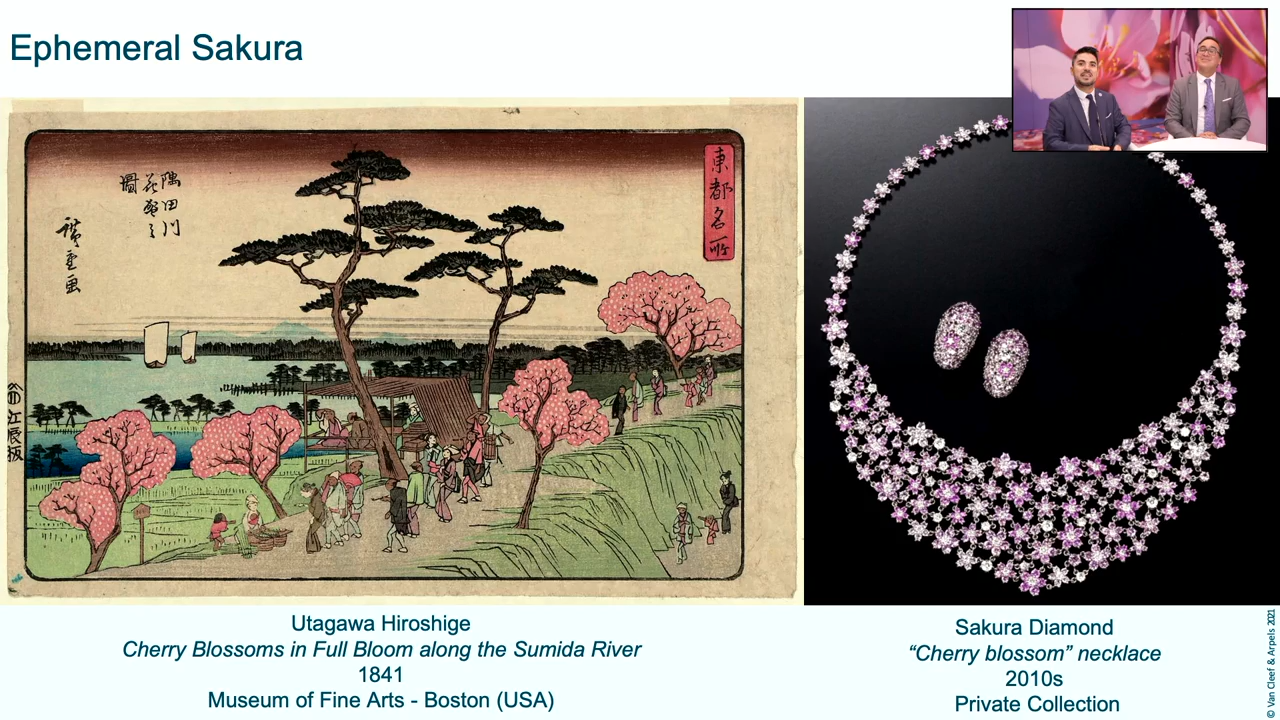 Ephemeral Sakura
東都名所
隅田川
花盛之
圖
廣重画
江辰板
Utagawa Hiroshige
Cherry Blossoms in Full Bloom along the Sumida River
1841
Museum of Fine Arts - Boston (USA)
Sakura Diamond
“Cherry blossom” necklace
2010s
Private Collection
© Van Cleef & Arpels 2021